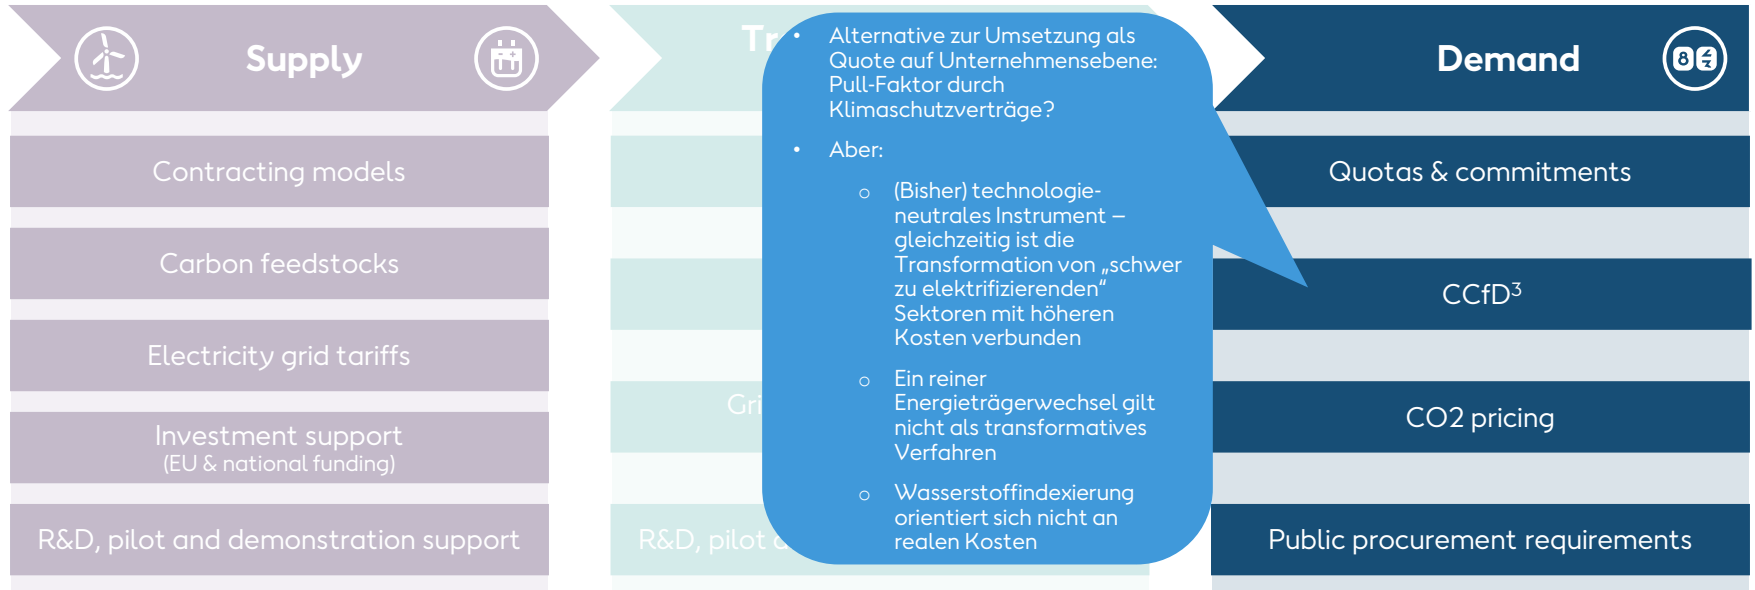 Supply
Contracting models
Carbon feedstocks
Electricity grid tariffs
Investment support
(EU & national funding)
R&D, pilot and demonstration support
R&D, pilot
• Alternative zur Umsetzung als
Quote auf Unternehmensebene:
Pull-Faktor durch
Klimaschutzverträge?
• Aber:
o (Bisher) technologie-
neutrales Instrument –
gleichzeitig ist die
Transformation von „schwer
zu elektrifizierenden“
Sektoren mit höheren
Kosten verbunden
o Ein reiner
Energieträgerwechsel gilt
nicht als transformatives
Verfahren
o Wasserstoffindexierung
orientiert sich nicht an
realen Kosten
Demand
Quotas & commitments
CCfD³
CO2 pricing
Public procurement requirements